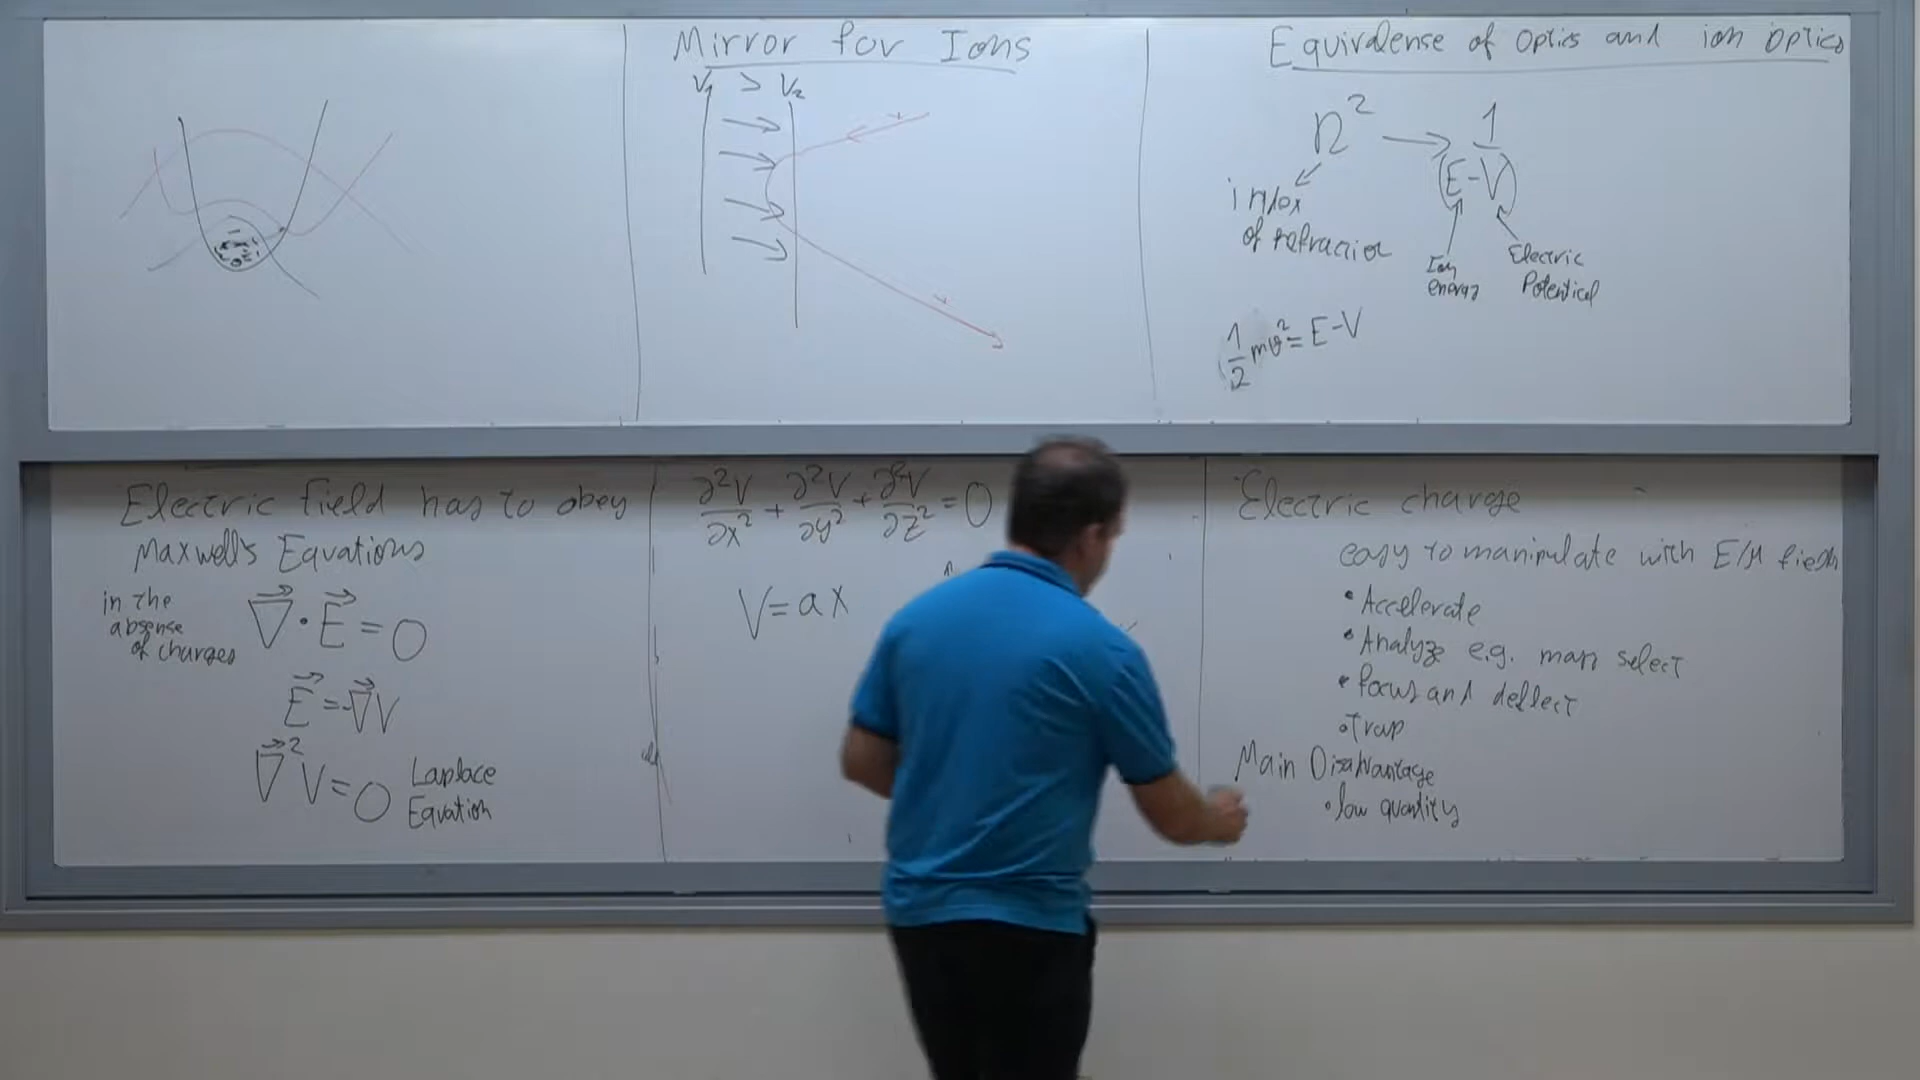 Mirror for Ions
V₁ > V₂
Equivalense of optics and ion optics
n² → 1/(E-V)
index
of refraction
Ion
energy
Electric
Potential
1/2 mv² = E-V
Electric field has to obey
Maxwell's Equations
in the
absense
of charges
∇⃗ · E⃗ = 0
E⃗ = -∇⃗V
∇⃗²V = 0
Laplace
Equation
∂²V/∂x² + ∂²V/∂y² + ∂²V/∂z² = 0
V = ax
Electric charge
easy to manipulate with E/M fields
• Accelerate
• Analyze e.g. mass select
• focus and deflect
• Trap
Main Disadvantage
• low quantity